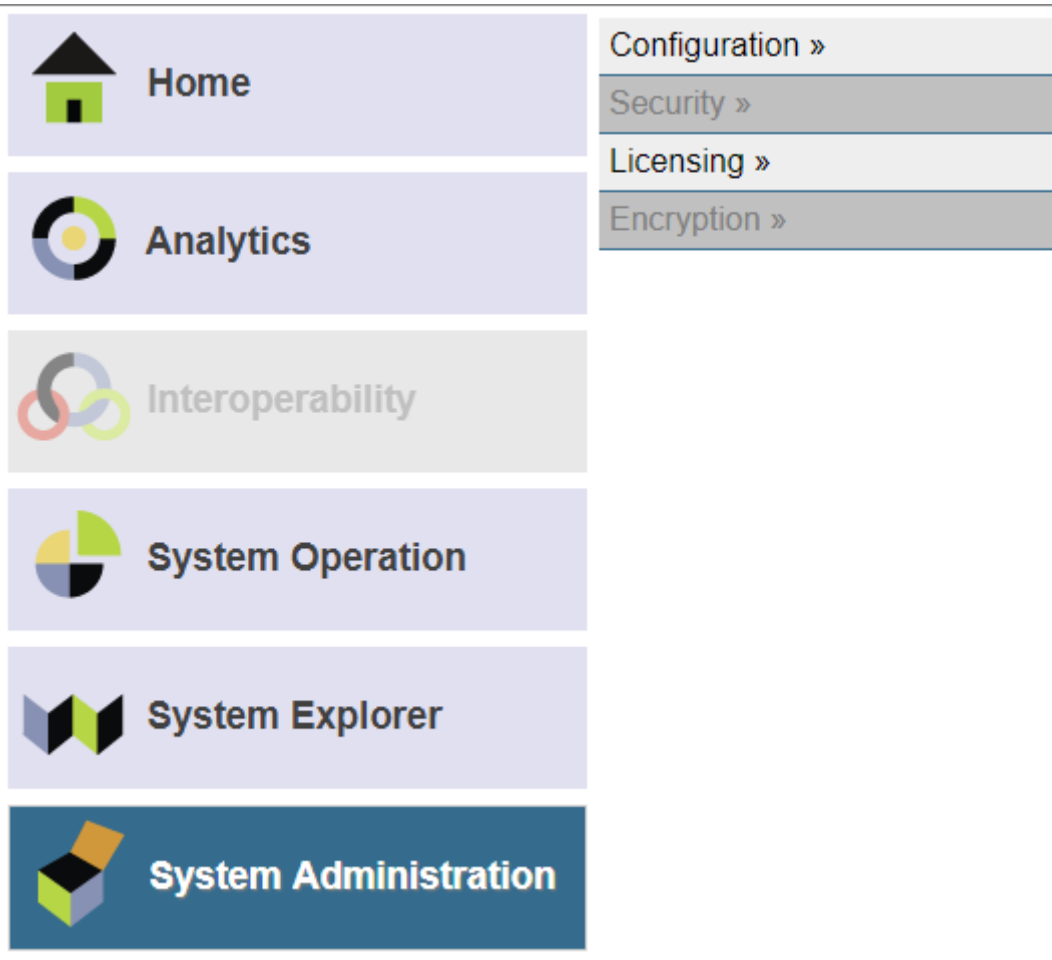 Home
Analytics
Interoperability
System Operation
System Explorer
System Administration
Configuration »
Security »
Licensing »
Encryption »